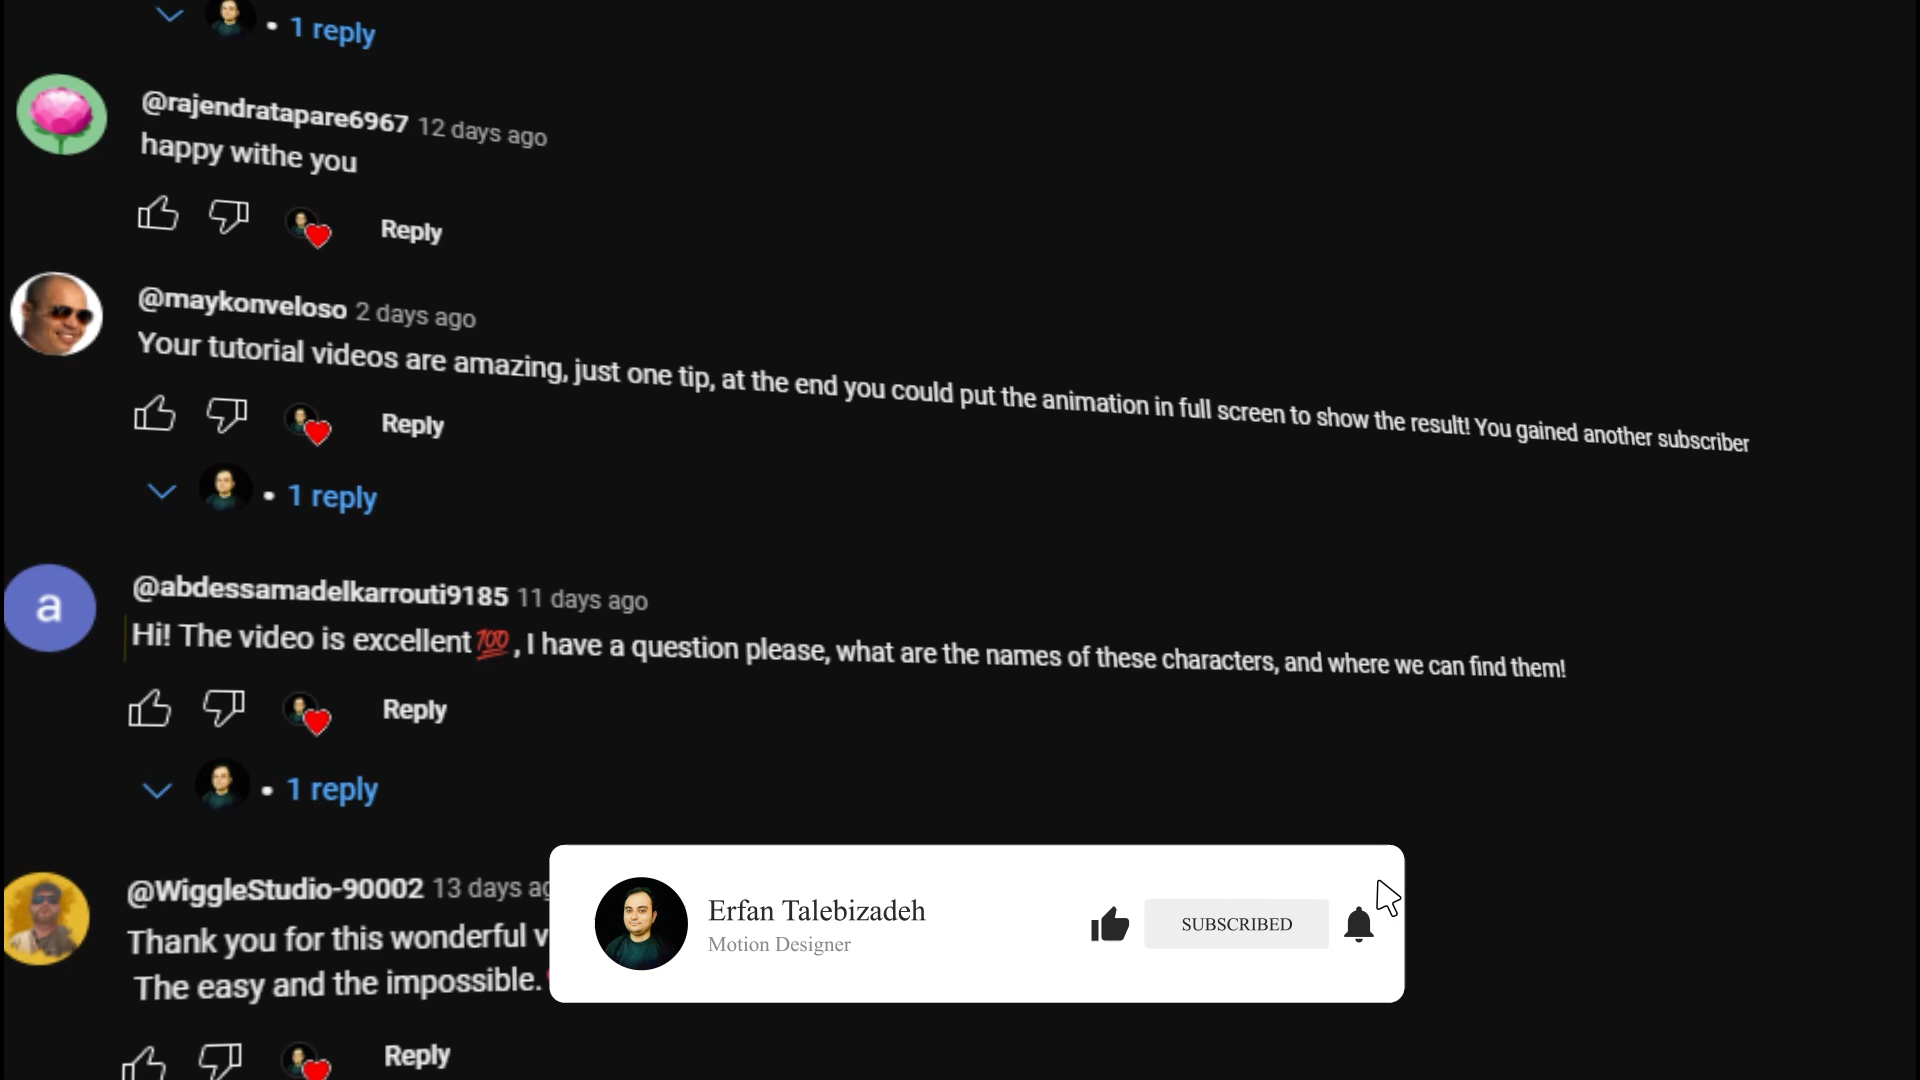 1 reply
@rajendratapare6967 12 days ago
happy withe you
Reply
@maykonveloso 2 days ago
Your tutorial videos are amazing, just one tip, at the end you could put the animation in full screen to show the result! You gained another subscriber
Reply
1 reply
@abdessamadelkarrouti9185 11 days ago
a
Hi! The video is excellent💯, I have a question please, what are the names of these characters, and where we can find them!
Reply
1 reply
@WiggleStudio-90002 13 days
Thank you for this wonderful
The easy and the impossible.
Reply
Erfan Talebizadeh
Motion Designer
SUBSCRIBED